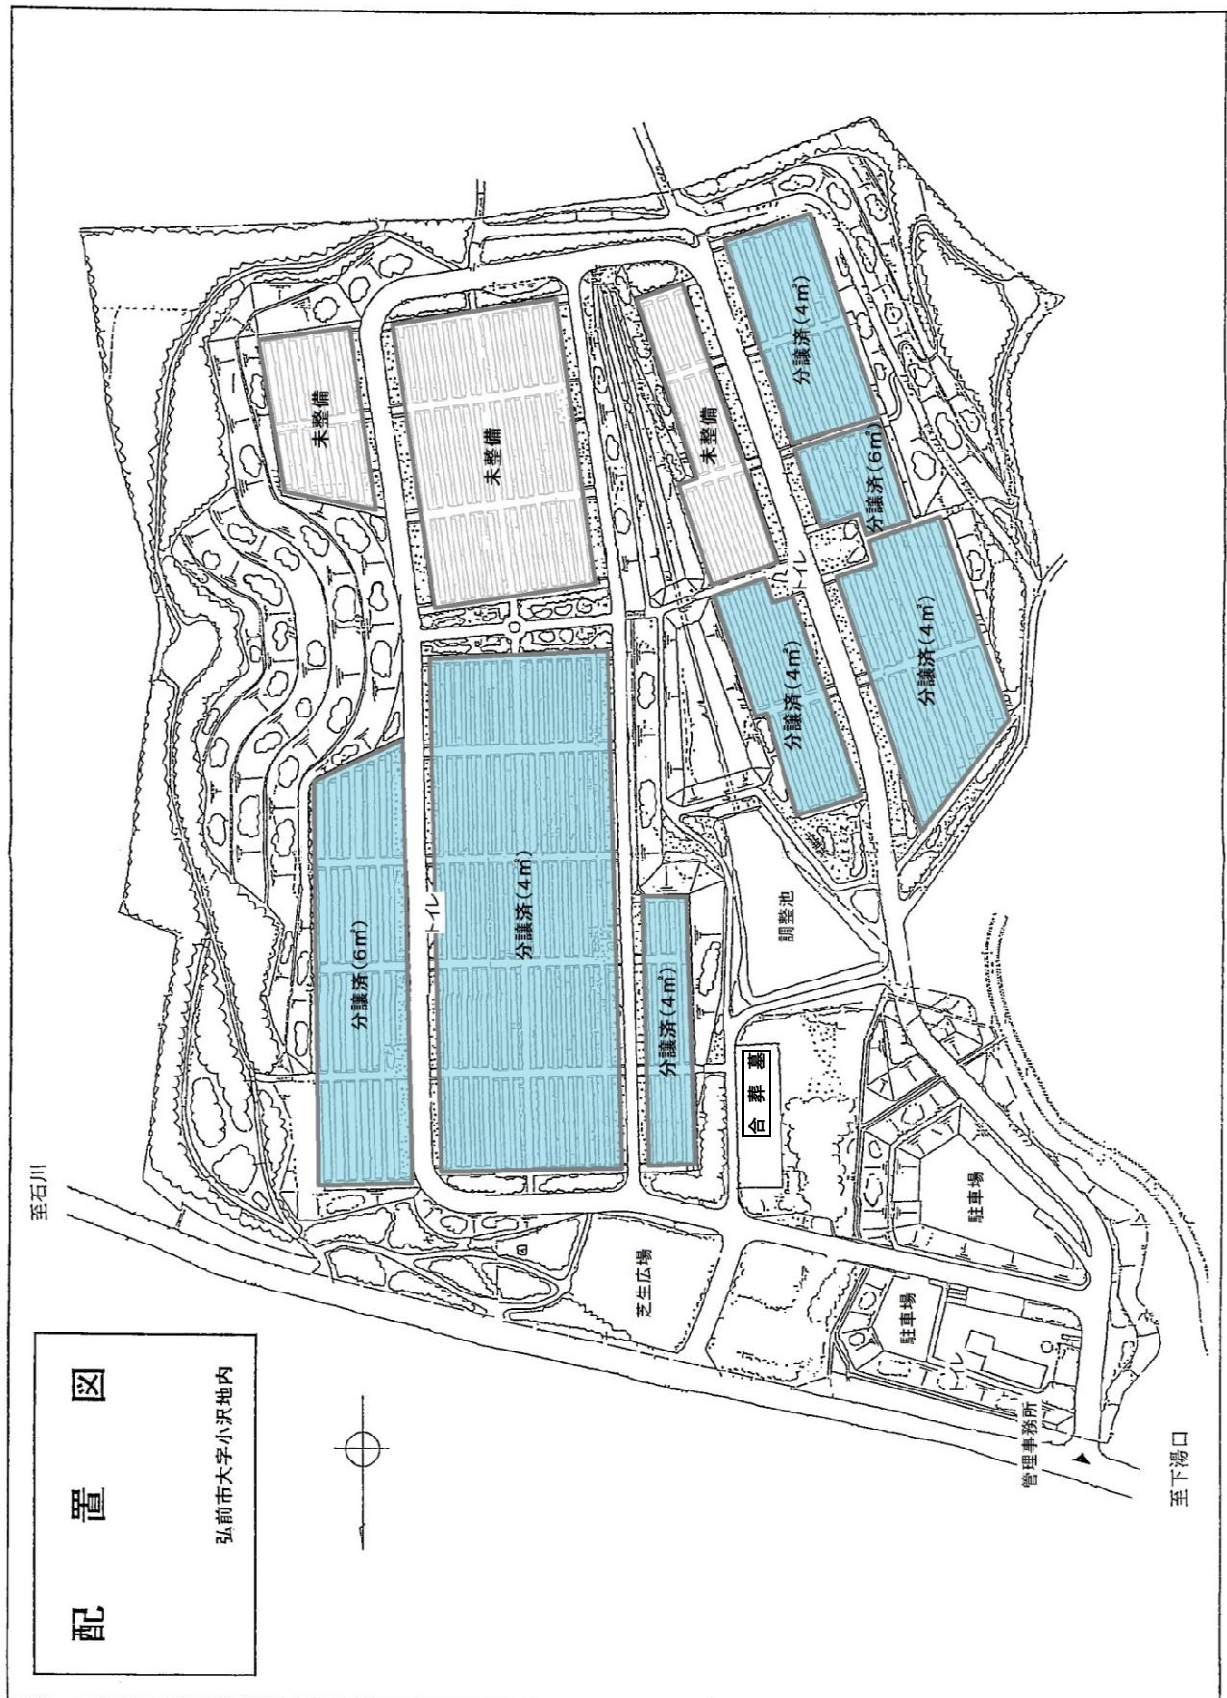 配置図
弘前市大字小沢地内
至石川
至下湯口
管理事務所
トイレ
駐車場
駐車場
芝生広場
合葬墓
調整池
分譲済(6㎡)
トイレ
分譲済(4㎡)
分譲済(4㎡)
未整備
未整備
未整備
トイレ
分譲済(4㎡)
分譲済(4㎡)
分譲済(6㎡)
分譲済(4㎡)